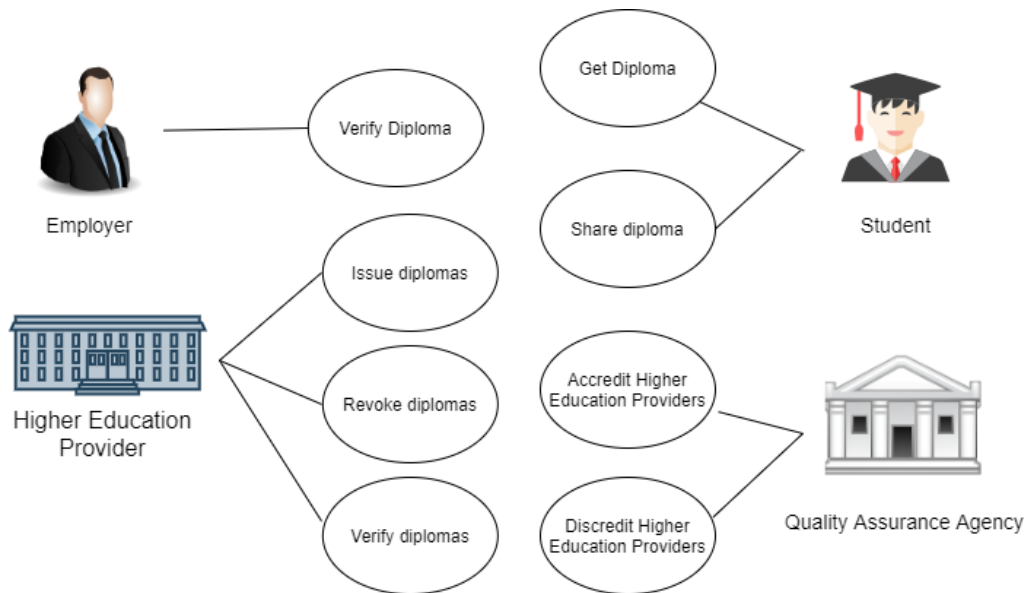 Get Diploma
Verify Diploma
Employer
Share diploma
Student
Issue diplomas
Higher Education
Provider
Revoke diplomas
Accredit Higher
Education Providers
Verify diplomas
Discredit Higher
Education Providers
Quality Assurance Agency